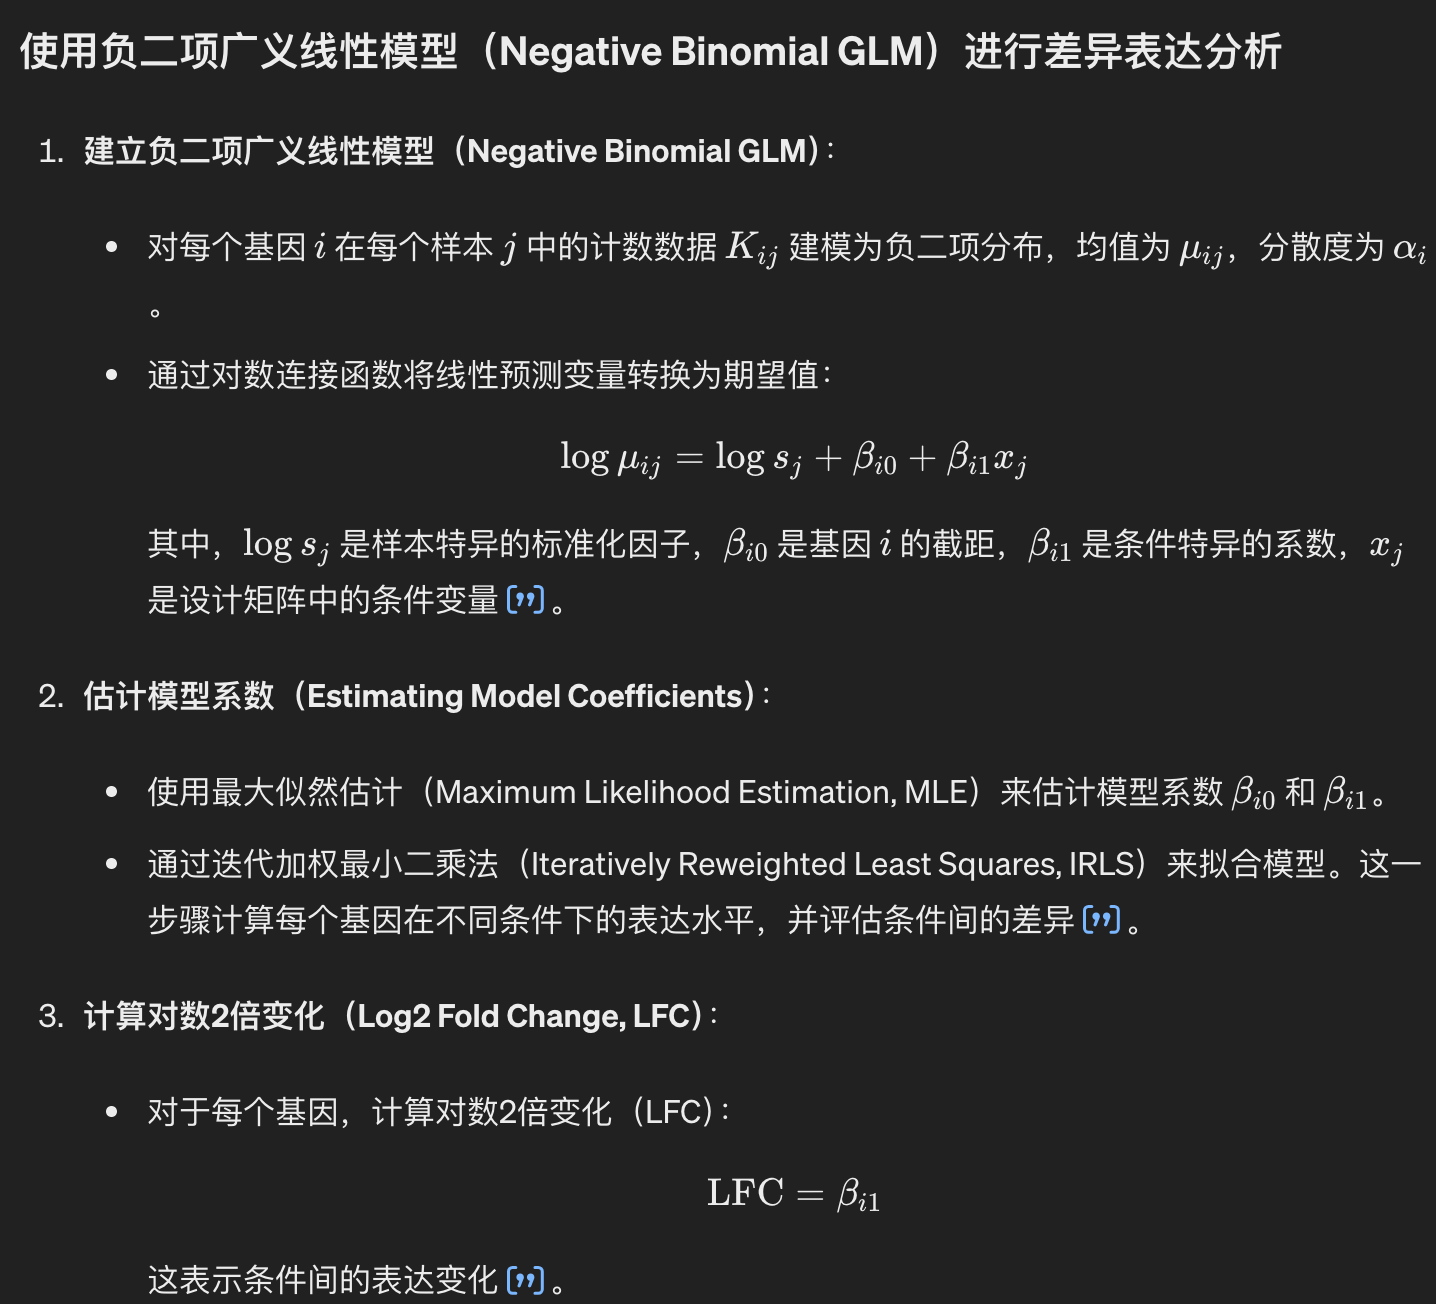 使用负二项广义线性模型（Negative Binomial GLM）进行差异表达分析
1. 建立负二项广义线性模型（Negative Binomial GLM）：
• 对每个基因 i 在每个样本 j 中的计数数据 K_{ij} 建模为负二项分布，均值为 μ_{ij}，分散度为 α_i
。
• 通过对数连接函数将线性预测变量转换为期望值：
log μ_{ij} = log s_j + β_{i0} + β_{i1}x_j
其中，log s_j 是样本特异的标准化因子，β_{i0} 是基因 i 的截距，β_{i1} 是条件特异的系数，x_j
是设计矩阵中的条件变量 [”]。
2. 估计模型系数（Estimating Model Coefficients）：
• 使用最大似然估计（Maximum Likelihood Estimation, MLE）来估计模型系数 β_{i0} 和 β_{i1}。
• 通过迭代加权最小二乘法（Iteratively Reweighted Least Squares, IRLS）来拟合模型。这一
步骤计算每个基因在不同条件下的表达水平，并评估条件间的差异 [”]。
3. 计算对数2倍变化（Log2 Fold Change, LFC）：
• 对于每个基因，计算对数2倍变化（LFC）：
LFC = β_{i1}
这表示条件间的表达变化 [”]。